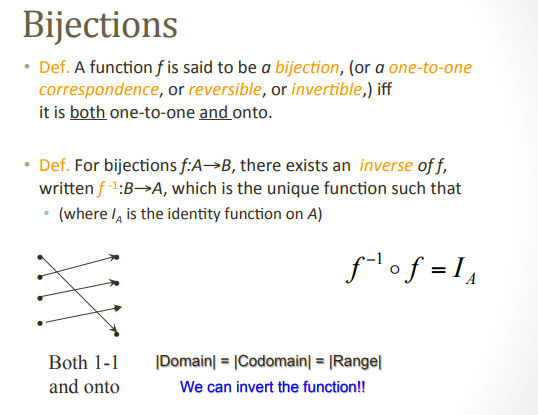 Bijections
• Def. A function f is said to be a bijection, (or a one-to-one
correspondence, or reversible, or invertible,) iff
it is both one-to-one and onto.
• Def. For bijections f:A→B, there exists an inverse of f,
written f ⁻¹:B→A, which is the unique function such that
• (where I_A is the identity function on A)
f⁻¹ ∘ f = I_A
Both 1-1
and onto
|Domain| = |Codomain| = |Range|
We can invert the function!!